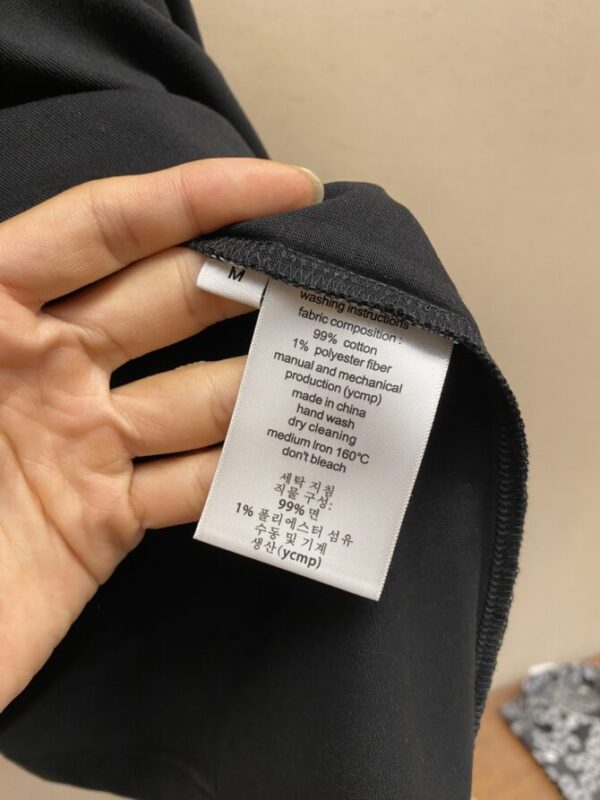 M
washing instructions
fabric composition :
99% cotton
1% polyester fiber
manual and mechanical
production (ycmp)
made in china
hand wash
dry cleaning
medium Iron 160°C
don't bleach
세탁 지침
직물 구성:
99% 면
1% 폴리에스터 섬유
수동 및 기계
생산(ycmp)